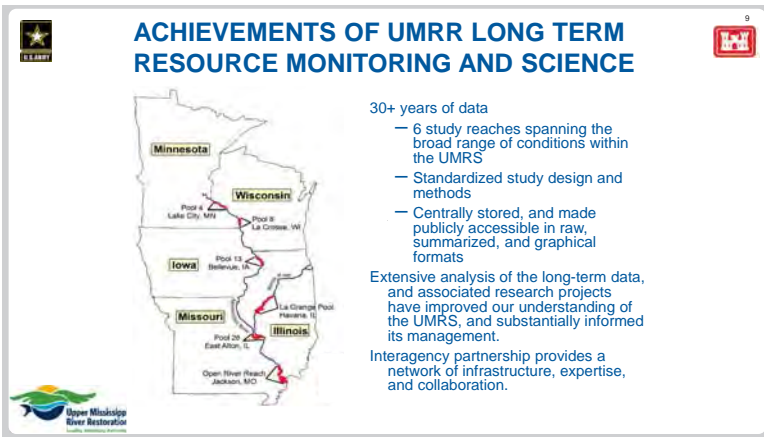 9
ACHIEVEMENTS OF UMRR LONG TERM
RESOURCE MONITORING AND SCIENCE
U.S.ARMY
30+ years of data
— 6 study reaches spanning the
broad range of conditions within
the UMRS
— Standardized study design and
methods
— Centrally stored, and made
publicly accessible in raw,
summarized, and graphical
formats
Extensive analysis of the long-term data,
and associated research projects
have improved our understanding of
the UMRS, and substantially informed
its management.
Interagency partnership provides a
network of infrastructure, expertise,
and collaboration.
Minnesota
Wisconsin
Pool 4
Lake City, MN
Pool 8
La Crosse, WI
Pool 13
Bellevue, IA
Iowa
La Grange Pool
Havana, IL
Missouri
Illinois
Pool 26
East Alton, IL
Open River Reach
Jackson, MO
Upper Mississippi
River Restoration